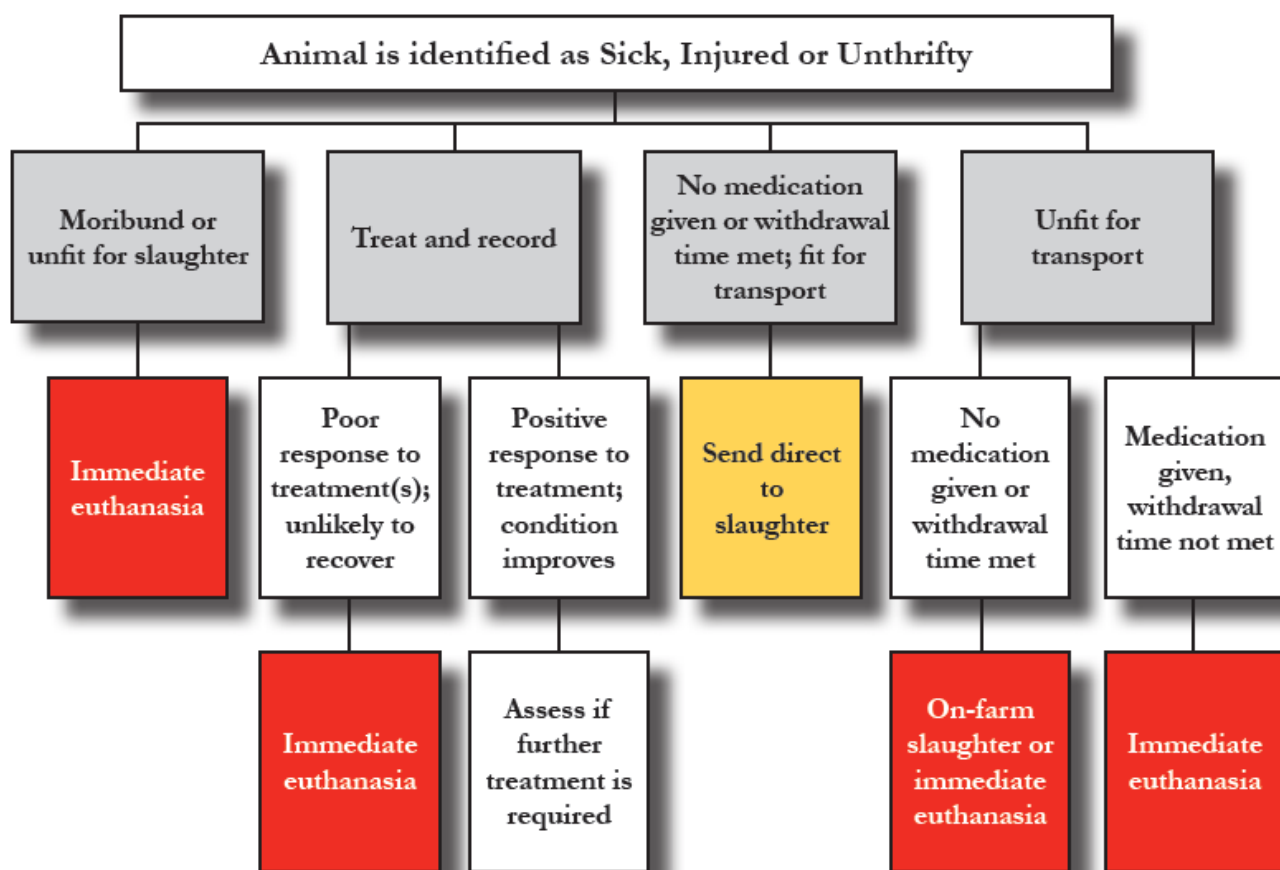 Animal is identified as Sick, Injured or Unthrifty
Moribund or
unfit for slaughter
Treat and record
No medication
given or withdrawal
time met; fit for
transport
Unfit for
transport
Immediate
euthanasia
Poor
response to
treatment(s);
unlikely to
recover
Positive
response to
treatment;
condition
improves
Send direct
to
slaughter
No
medication
given or
withdrawal
time met
Medication
given,
withdrawal
time not met
Immediate
euthanasia
Assess if
further
treatment is
required
On-farm
slaughter or
immediate
euthanasia
Immediate
euthanasia